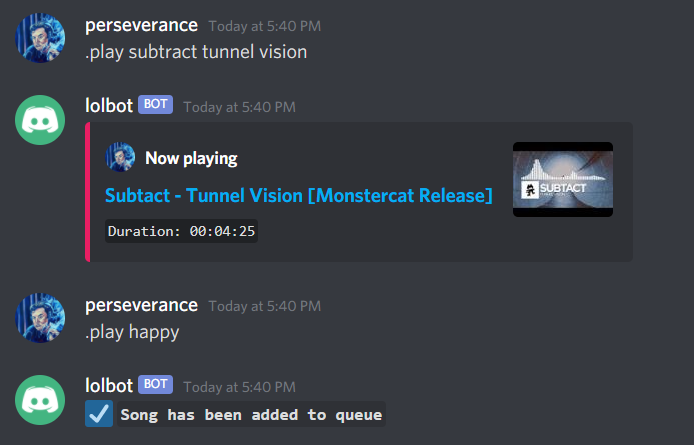 perseverance Today at 5:40 PM
.play subtract tunnel vision
lolbot BOT Today at 5:40 PM
Now playing
Subtact - Tunnel Vision [Monstercat Release]
SUBTACT
Duration: 00:04:25
perseverance Today at 5:40 PM
.play happy
lolbot BOT Today at 5:40 PM
Song has been added to queue